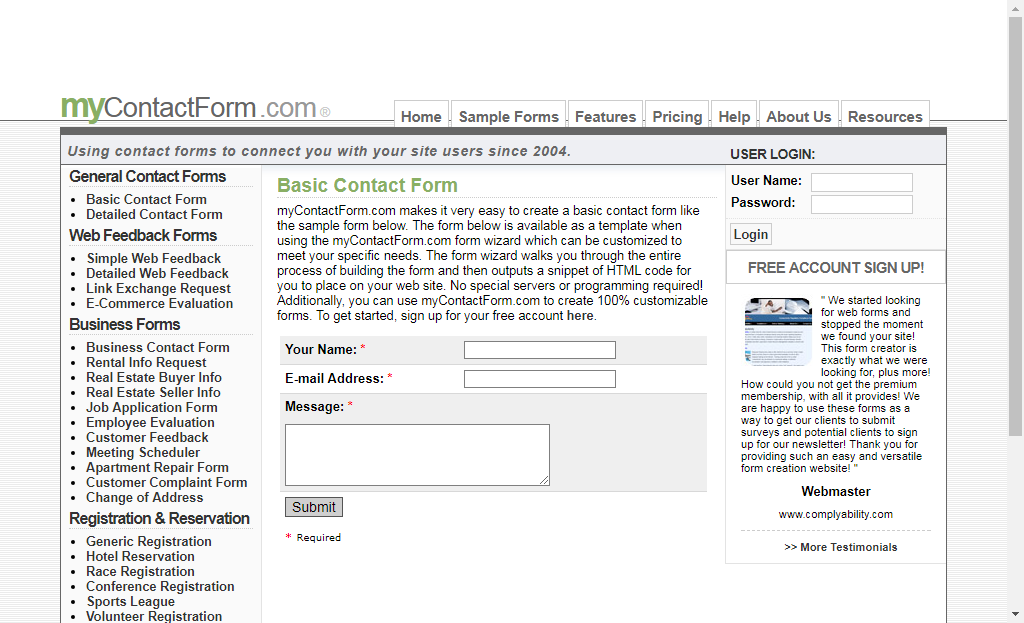 myContactForm.com®
Home
Sample Forms
Features
Pricing
Help
About Us
Resources
Using contact forms to connect you with your site users since 2004.
USER LOGIN:
General Contact Forms
Basic Contact Form
Detailed Contact Form
Web Feedback Forms
Simple Web Feedback
Detailed Web Feedback
Link Exchange Request
E-Commerce Evaluation
Business Forms
Business Contact Form
Rental Info Request
Real Estate Buyer Info
Real Estate Seller Info
Job Application Form
Employee Evaluation
Customer Feedback
Meeting Scheduler
Apartment Repair Form
Customer Complaint Form
Change of Address
Registration & Reservation
Generic Registration
Hotel Reservation
Race Registration
Conference Registration
Sports League
Volunteer Registration
Basic Contact Form
myContactForm.com makes it very easy to create a basic contact form like
the sample form below. The form below is available as a template when
using the myContactForm.com form wizard which can be customized to
meet your specific needs. The form wizard walks you through the entire
process of building the form and then outputs a snippet of HTML code for
you to place on your web site. No special servers or programming required!
Additionally, you can use myContactForm.com to create 100% customizable
forms. To get started, sign up for your free account here.
Your Name: *
E-mail Address: *
Message: *
Submit
* Required
User Name:
Password:
Login
FREE ACCOUNT SIGN UP!
" We started looking
for web forms and
stopped the moment
we found your site!
This form creator is
exactly what we were
looking for, plus more!
How could you not get the premium
membership, with all it provides! We
are happy to use these forms as a
way to get our clients to submit
surveys and potential clients to sign
up for our newsletter! Thank you for
providing such an easy and versatile
form creation website! "
Webmaster
www.complyability.com
>> More Testimonials